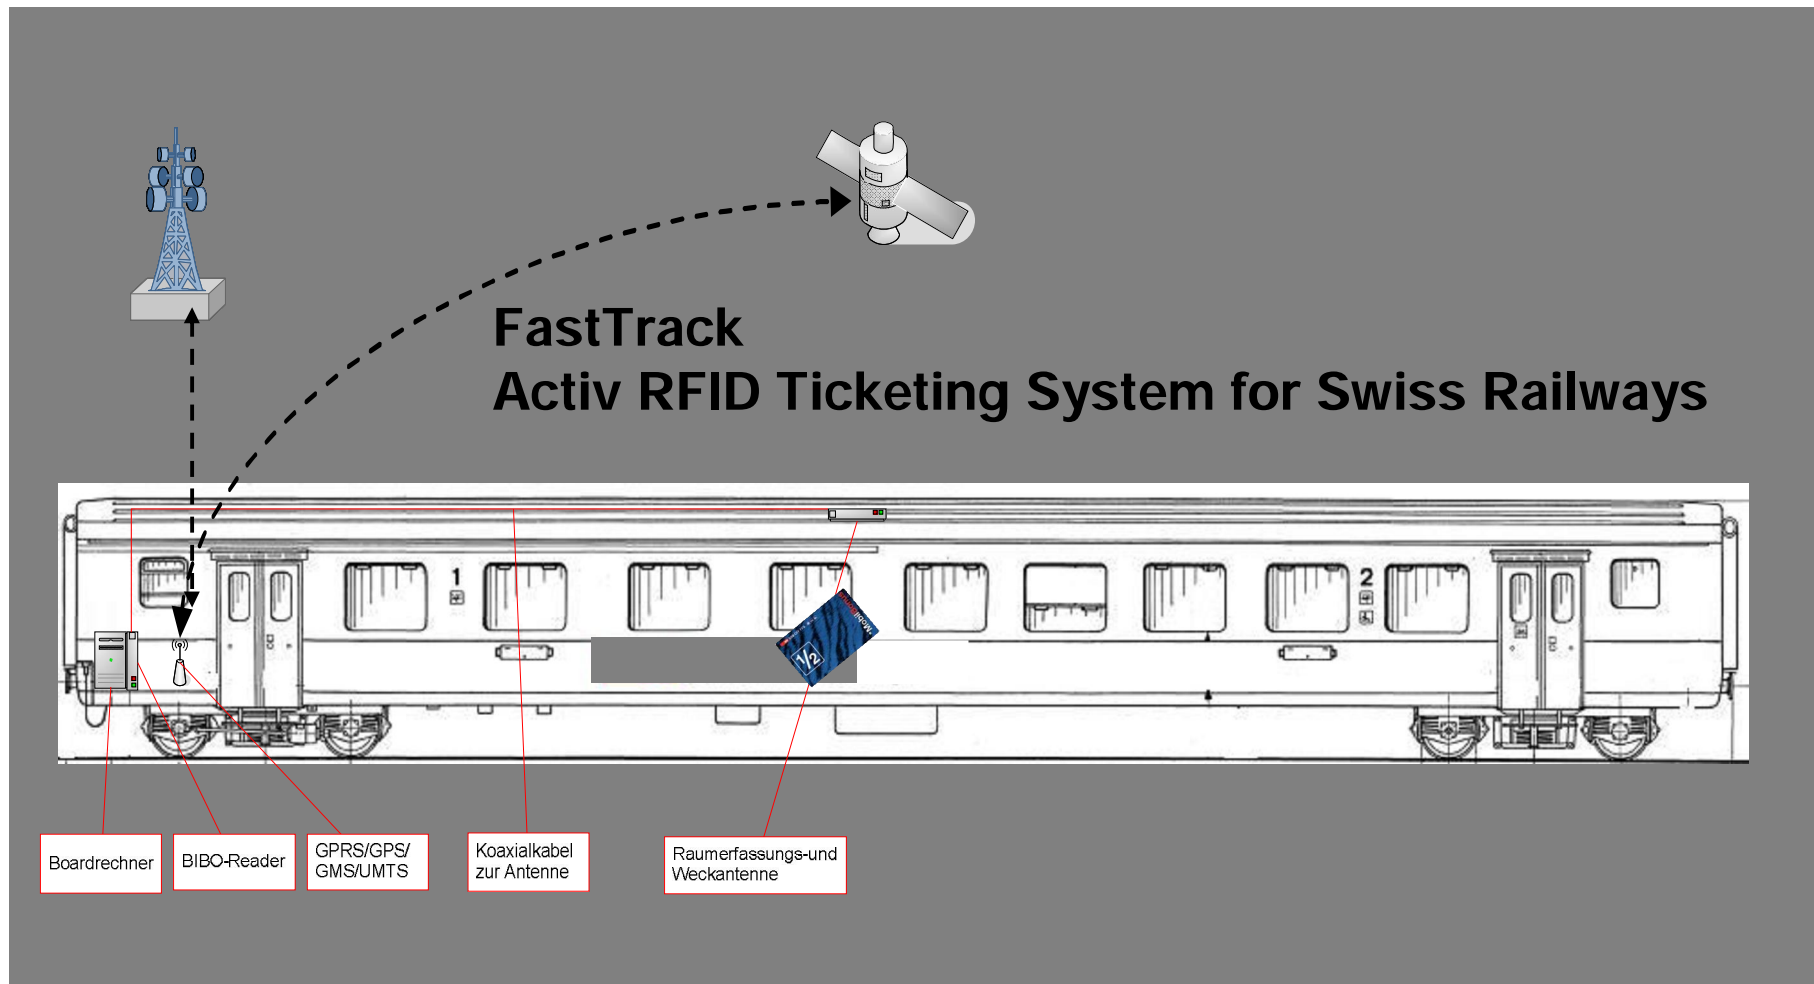 FastTrack
Activ RFID Ticketing System for Swiss Railways
1
2
1/2
Boardrechner
BIBO-Reader
GPRS/GPS/
GMS/UMTS
Koaxialkabel
zur Antenne
Raumerfassungs-und
Weckantenne